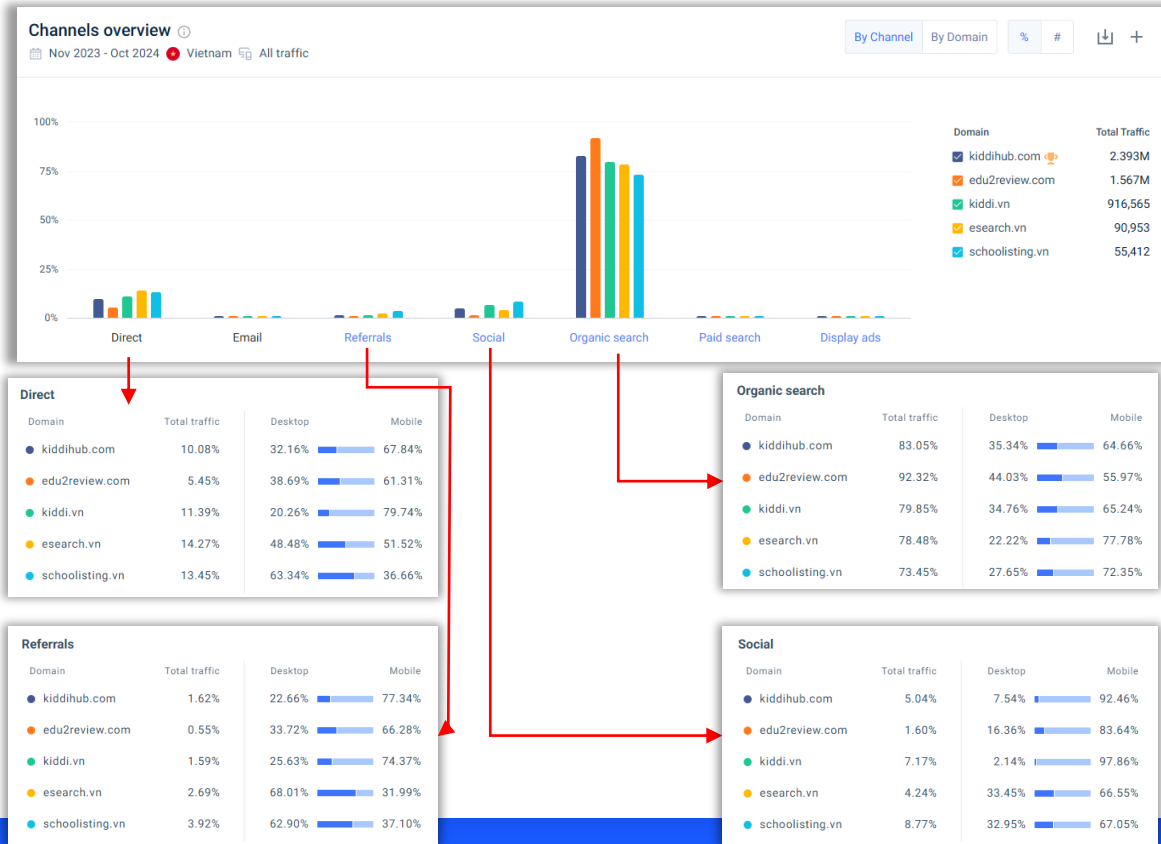 Channels overview
Nov 2023 - Oct 2024 Vietnam All traffic
By Channel By Domain % #
100%
75%
50%
25%
0%
Direct Email Referrals Social Organic search Paid search Display ads
Domain Total Traffic
kiddihub.com 2.393M
edu2review.com 1.567M
kiddi.vn 916,565
esearch.vn 90,953
schoolisting.vn 55,412
Direct
Domain Total traffic Desktop Mobile
kiddihub.com 10.08% 32.16% 67.84%
edu2review.com 5.45% 38.69% 61.31%
kiddi.vn 11.39% 20.26% 79.74%
esearch.vn 14.27% 48.48% 51.52%
schoolisting.vn 13.45% 63.34% 36.66%
Organic search
Domain Total traffic Desktop Mobile
kiddihub.com 83.05% 35.34% 64.66%
edu2review.com 92.32% 44.03% 55.97%
kiddi.vn 79.85% 34.76% 65.24%
esearch.vn 78.48% 22.22% 77.78%
schoolisting.vn 73.45% 27.65% 72.35%
Referrals
Domain Total traffic Desktop Mobile
kiddihub.com 1.62% 22.66% 77.34%
edu2review.com 0.55% 33.72% 66.28%
kiddi.vn 1.59% 25.63% 74.37%
esearch.vn 2.69% 68.01% 31.99%
schoolisting.vn 3.92% 62.90% 37.10%
Social
Domain Total traffic Desktop Mobile
kiddihub.com 5.04% 7.54% 92.46%
edu2review.com 1.60% 16.36% 83.64%
kiddi.vn 7.17% 2.14% 97.86%
esearch.vn 4.24% 33.45% 66.55%
schoolisting.vn 8.77% 32.95% 67.05%